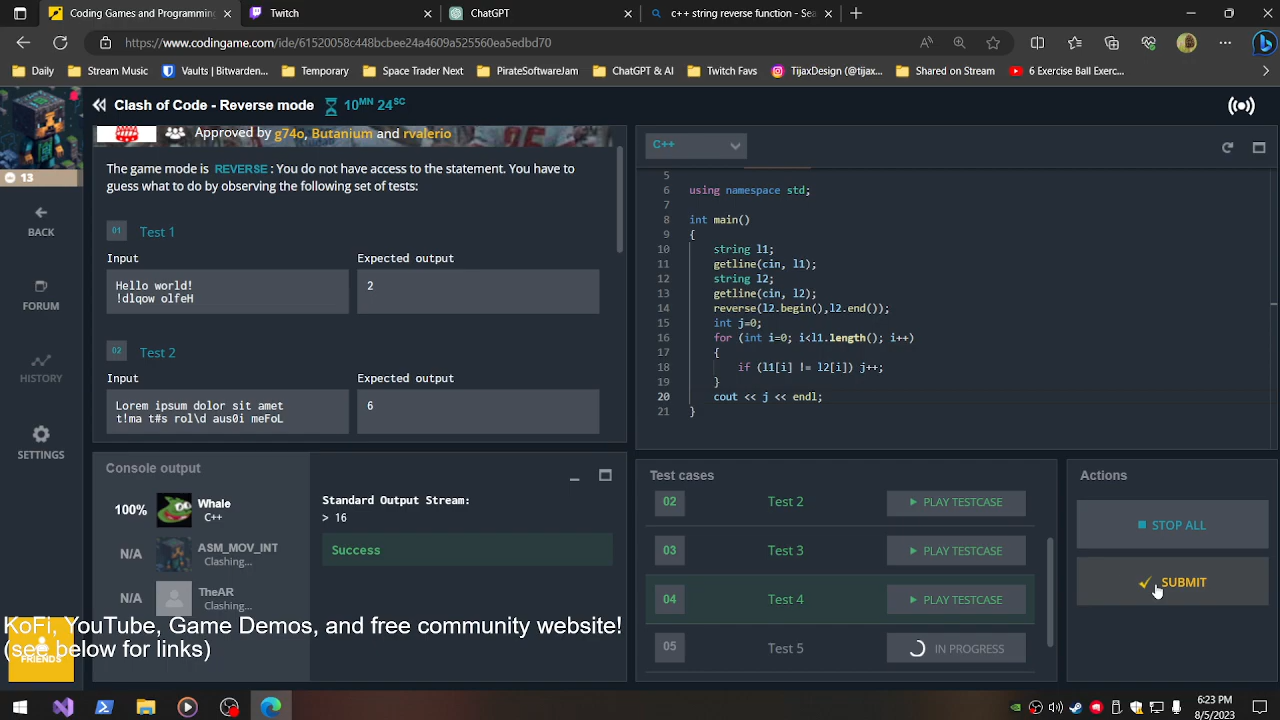 Coding and Programming
Twitch
ChatGPT
c++ string reverse function - Sea
https://www.codingame.com/ide/61520058c448bcbee24a4609a525560ea5edbd70
Daily
Stream Music
Vaults | Bitwarden...
Temporary
Space Trader Next
PirateSoftwareJam
ChatGPT & AI
Twitch Favs
TijaxDesign (@tijax...
Shared on Stream
6 Exercise Ball Exerc...
Clash of Code - Reverse mode
10MN 24SC
13
BACK
FORUM
HISTORY
SETTINGS
FRIENDS
Approved by g74o, Butanium and rvalerio
The game mode is REVERSE: You do not have access to the statement. You have to
guess what to do by observing the following set of tests:
01 Test 1
Input
Expected output
Hello world!
!dlqow olfeH
2
02 Test 2
Input
Expected output
Lorem ipsum dolor sit amet
t!ma t#s rol\d aus0i meFoL
6
C++
5
6 using namespace std;
7
8 int main()
9 {
10 string l1;
11 getline(cin, l1);
12 string l2;
13 getline(cin, l2);
14 reverse(l2.begin(),l2.end());
15 int j=0;
16 for (int i=0; i<l1.length(); i++)
17 {
18 if (l1[i] != l2[i]) j++;
19 }
20 cout << j << endl;
21 }
Console output
100% Whale
C++
N/A ASM_MOV_INT
Clashing...
N/A TheAR
Clashing...
Standard Output Stream:
> 16
Success
Test cases
02 Test 2 PLAY TESTCASE
03 Test 3 PLAY TESTCASE
04 Test 4 PLAY TESTCASE
05 Test 5 IN PROGRESS
Actions
STOP ALL
SUBMIT
KoFi, YouTube, Game Demos, and free community website!
(see below for links)
6:23 PM
8/5/2023